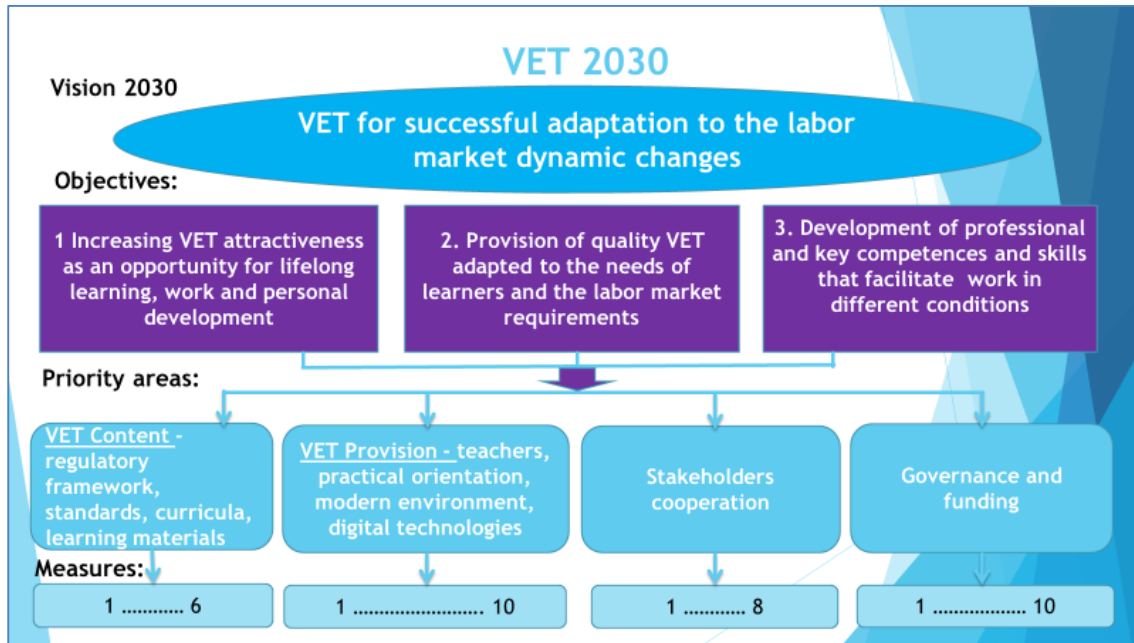 VET 2030
Vision 2030
VET for successful adaptation to the labor
market dynamic changes
Objectives:
1 Increasing VET attractiveness
as an opportunity for lifelong
learning, work and personal
development
2. Provision of quality VET
adapted to the needs of
learners and the labor market
requirements
3. Development of professional
and key competences and skills
that facilitate work in
different conditions
Priority areas:
VET Content -
regulatory
framework,
standards, curricula,
learning materials
VET Provision - teachers,
practical orientation,
modern environment,
digital technologies
Stakeholders
cooperation
Governance and
funding
Measures:
1 ............ 6
1 ........................ 10
1 ............ 8
1 ................... 10